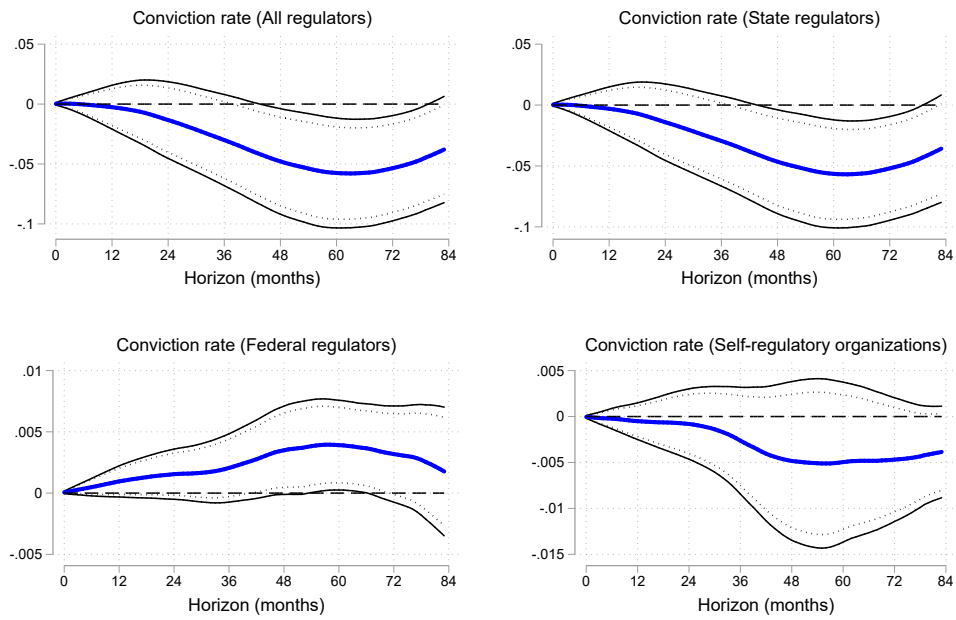 Conviction rate (All regulators)
.05
0
-.05
-.1
0 12 24 36 48 60 72 84
Horizon (months)
Conviction rate (State regulators)
.05
0
-.05
-.1
0 12 24 36 48 60 72 84
Horizon (months)
Conviction rate (Federal regulators)
.01
.005
0
-.005
0 12 24 36 48 60 72 84
Horizon (months)
Conviction rate (Self-regulatory organizations)
.005
0
-.005
-.01
-.015
0 12 24 36 48 60 72 84
Horizon (months)